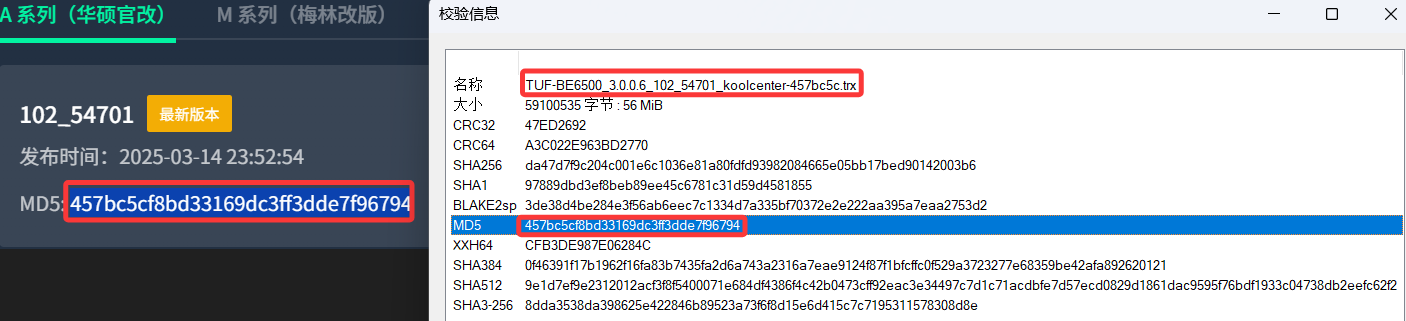 A 系列（华硕官改）
M 系列（梅林改版）
102_54701
最新版本
发布时间：2025-03-14 23:52:54
MD5: 457bc5cf8bd33169dc3ff3dde7f96794
校验信息
名称 TUF-BE6500_3.0.0.6_102_54701_koolcenter-457bc5c.trx
大小 59100535 字节 : 56 MiB
CRC32 47ED2692
CRC64 A3C022E963BD2770
SHA256 da47d7f9c204c001e6c1036e81a80fdfd93982084665e05bb17bed90142003b6
SHA1 97889dbd3ef8beb89ee45c6781c31d59d4581855
BLAKE2sp 3de38d4be284e3f56ab6eec7c1334d7a335bf70372e2e222aa395a7eaa2753d2
MD5 457bc5cf8bd33169dc3ff3dde7f96794
XXH64 CFB3DE987E06284C
SHA384 0f46391f17b1962f16fa83b7435fa2d6a743a2316a7eae9124f87f1bfcffc0f529a3723277e68359be42afa892620121
SHA512 9e1d7ef9e2312012acf3f8f5400071e684df4386f4c42b0473cff92eac3e34497c7d1c71acdbfe7d57ecd0829d1861dac9595f76bdf1933c04738db2eefc62f2
SHA3-256 8dda3538da398625e422846b89523a73f6f8d15e6d415c7c7195311578308d8e